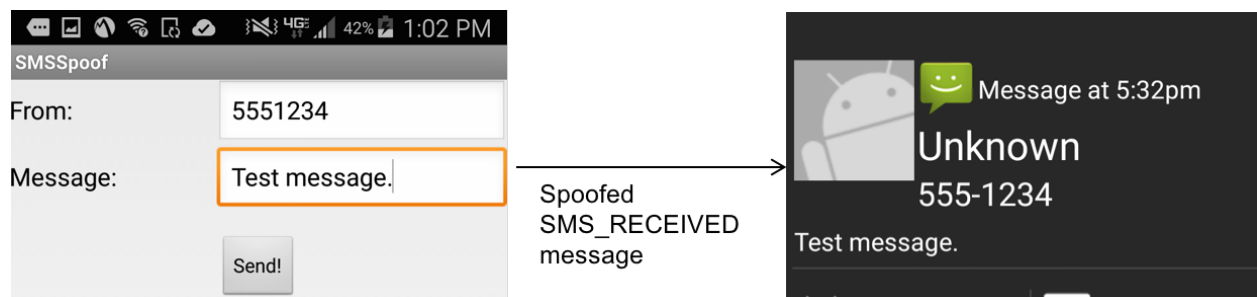 4G 42% 1:02 PM
SMSSpoof
From: 5551234
Message: Test message.
Send!
Spoofed
SMS_RECEIVED
message
Message at 5:32pm
Unknown
555-1234
Test message.